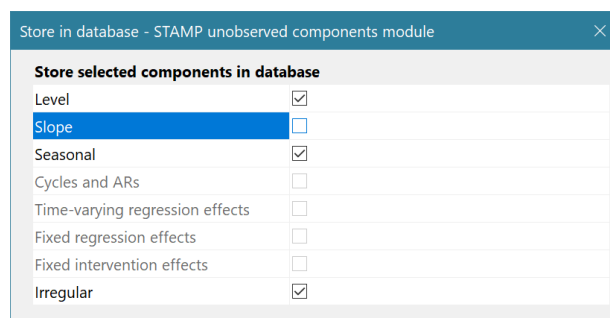 Store in database - STAMP unobserved components module
Store selected components in database
Level
Slope
Seasonal
Cycles and ARs
Time-varying regression effects
Fixed regression effects
Fixed intervention effects
Irregular